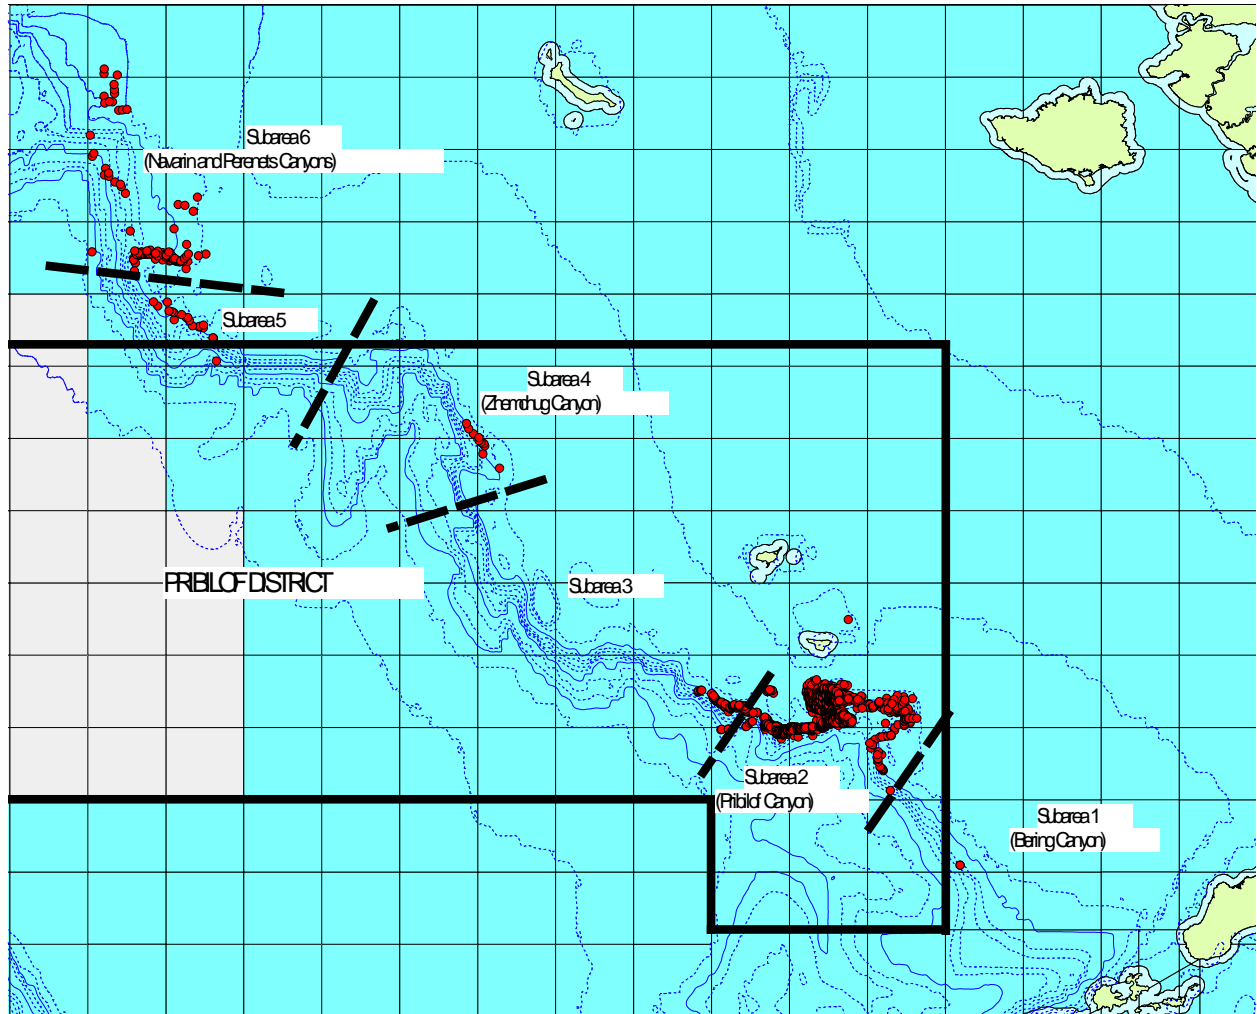 Subarea 6
(Navarin and Perenets Canyons)
Subarea 5
Subarea 4
(Zhemchug Canyon)
PRIBILOF DISTRICT
Subarea 3
Subarea 2
(Pribilof Canyon)
Subarea 1
(Bering Canyon)